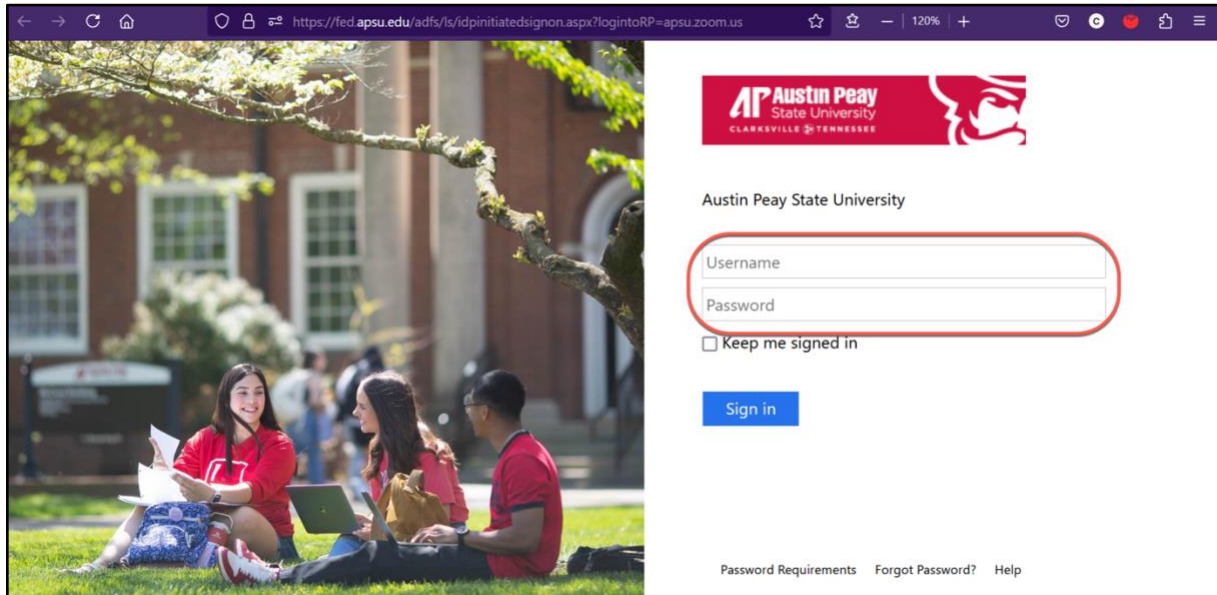 https://fed.apsu.edu/adfs/ls/idpinitiatedsignon.aspx?logintoRP=apsu.zoom.us
120%
AP Austin Peay
State University
CLARKSVILLE TENNESSEE
Austin Peay State University
Username
Password
Keep me signed in
Sign in
Password Requirements Forgot Password? Help